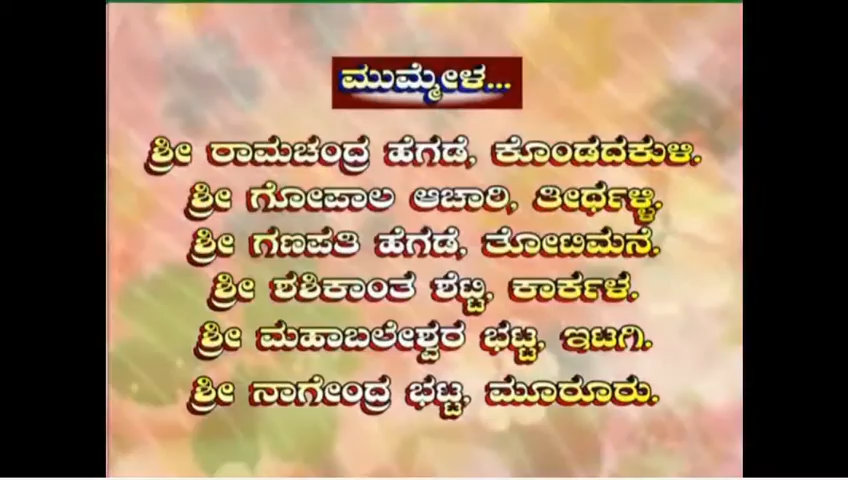 ಮುಮ್ಮೇಳ...
ಶ್ರೀ ರಾಮಚಂದ್ರ ಹೆಗಡೆ, ಕೊಂಡದಕುಳಿ.
ಶ್ರೀ ಗೋಪಾಲ ಆಚಾರಿ, ತೀರ್ಥಳ್ಳಿ.
ಶ್ರೀ ಗಣಪತಿ ಹೆಗಡೆ, ತೋಟಿಮನೆ.
ಶ್ರೀ ಶಶಿಕಾಂತ ಶೆಟ್ಟಿ, ಕಾರ್ಕಳ.
ಶ್ರೀ ಮಹಾಬಲೇಶ್ವರ ಭಟ್ಟ, ಇಟಗಿ.
ಶ್ರೀ ನಾಗೇಂದ್ರ ಭಟ್ಟ, ಮೂರೂರು.